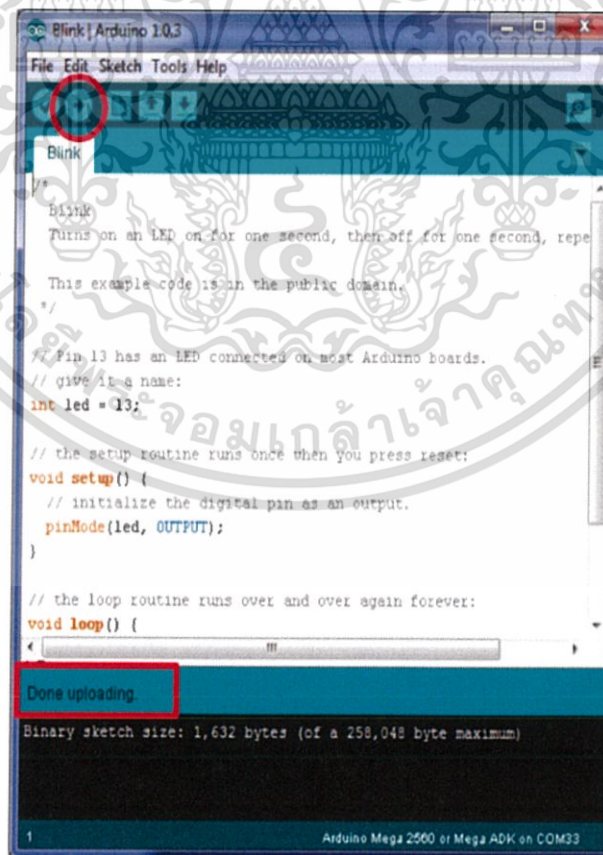 Blink | Arduino 1.0.3
File Edit Sketch Tools Help
Blink
/*
Blink
Turns on an LED on for one second, then off for one second, repe
This example code is in the public domain.
*/
// Pin 13 has an LED connected on most Arduino boards.
// give it a name:
int led = 13;
// the setup routine runs once when you press reset:
void setup() {
// initialize the digital pin as an output.
pinMode(led, OUTPUT);
}
// the loop routine runs over and over again forever:
void loop() {
Done uploading.
Binary sketch size: 1,632 bytes (of a 258,048 byte maximum)
1
Arduino Mega 2560 or Mega ADK on COM33